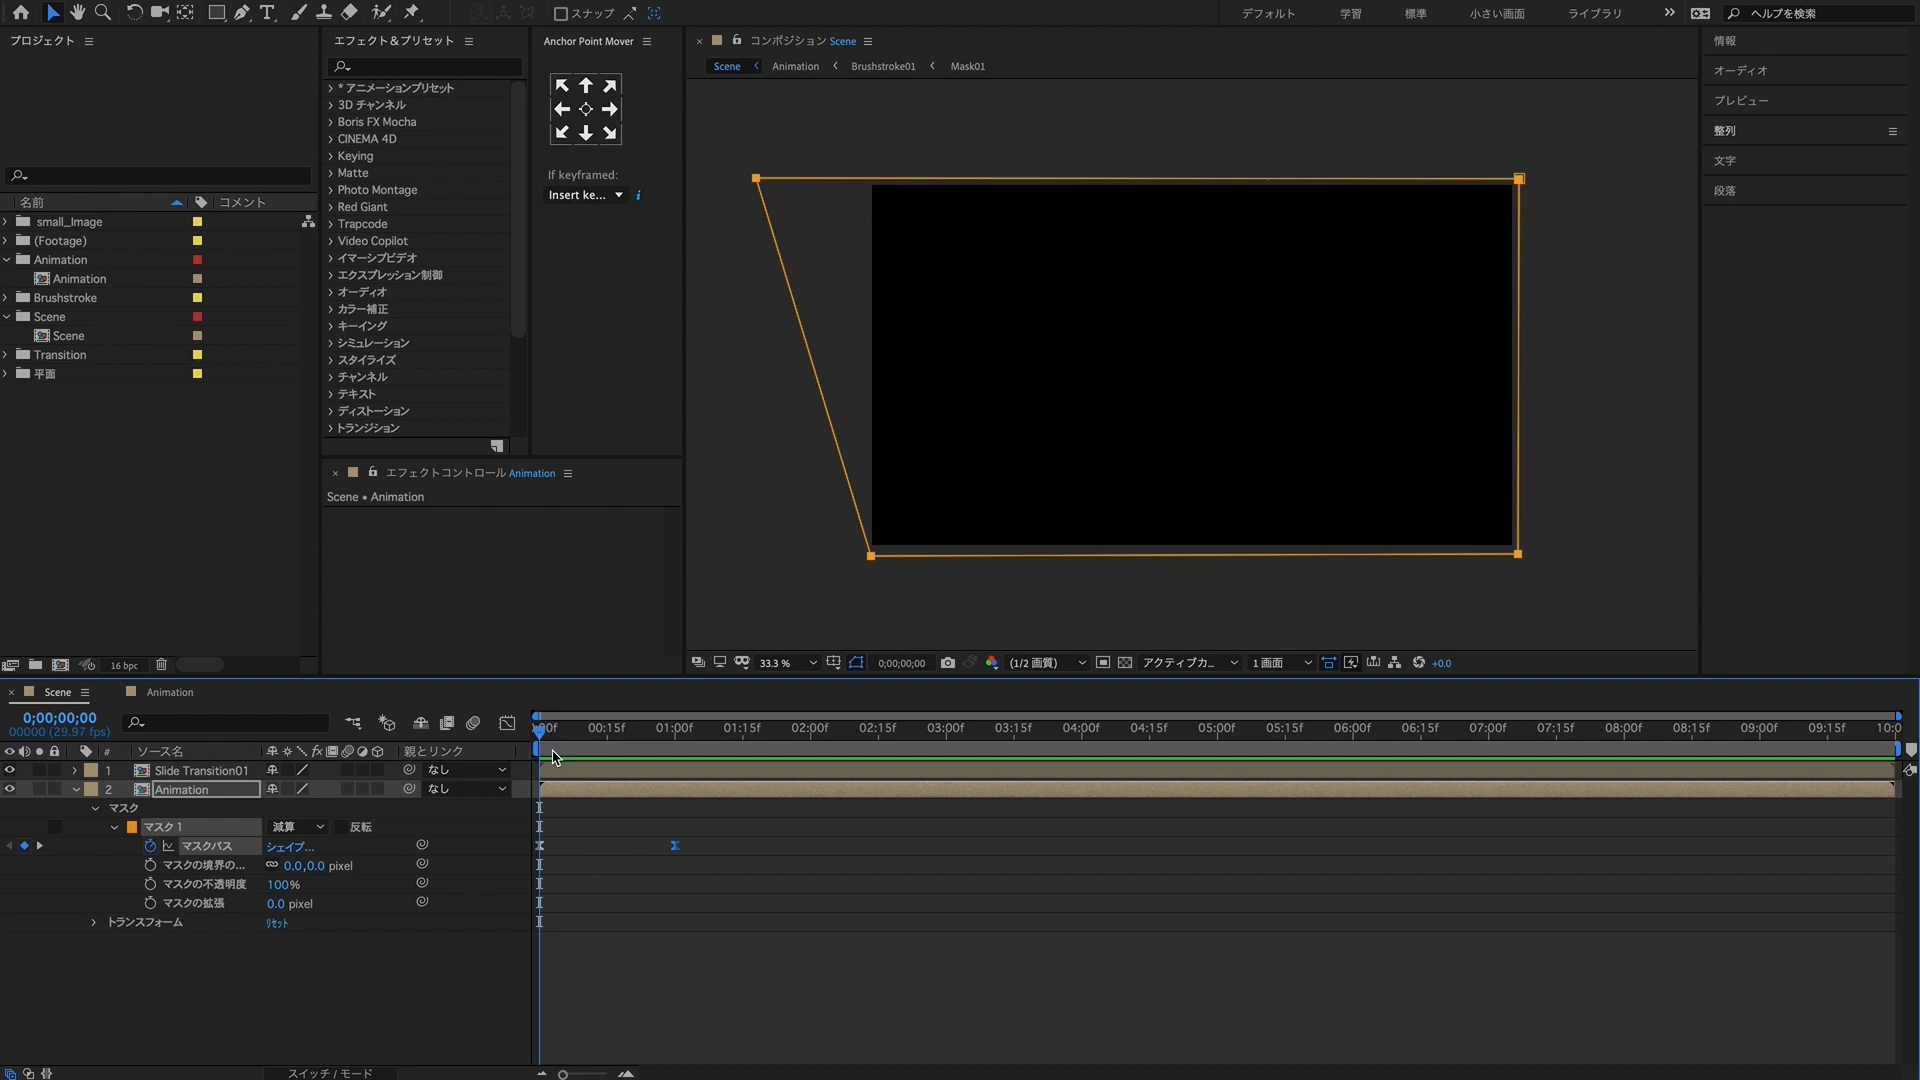 スナップ
デフォルト
学習
標準
小さい画面
ライブラリ
ヘルプを検索
プロジェクト
名前
コメント
small_Image
(Footage)
Animation
Animation
Brushstroke
Scene
Scene
Transition
平面
16 bpc
エフェクト＆プリセット
* アニメーションプリセット
3D チャンネル
Boris FX Mocha
CINEMA 4D
Keying
Matte
Photo Montage
Red Giant
Trapcode
Video Copilot
イマーシブビデオ
エクスプレッション制御
オーディオ
カラー補正
キーイング
シミュレーション
スタイライズ
チャンネル
テキスト
ディストーション
トランジション
エフェクトコントロール Animation
Scene • Animation
Anchor Point Mover
If keyframed:
Insert ke...
コンポジション Scene
Scene
Animation
Brushstroke01
Mask01
33.3 %
0;00;00;00
(1/2 画質)
アクティブカ...
1 画面
+0.0
情報
オーディオ
プレビュー
整列
文字
段落
Scene
Animation
0;00;00;00
00000 (29.97 fps)
00:15f
01:00f
01:15f
02:00f
02:15f
03:00f
03:15f
04:00f
04:15f
05:00f
05:15f
06:00f
06:15f
07:00f
07:15f
08:00f
08:15f
09:00f
09:15f
10:0
#
ソース名
fx
親とリンク
1
Slide Transition01
なし
2
Animation
なし
マスク
マスク 1
減算
反転
マスクパス
シェイプ...
マスクの境界の...
0.0,0.0 pixel
マスクの不透明度
100%
マスクの拡張
0.0 pixel
トランスフォーム
リセット
スイッチ / モード